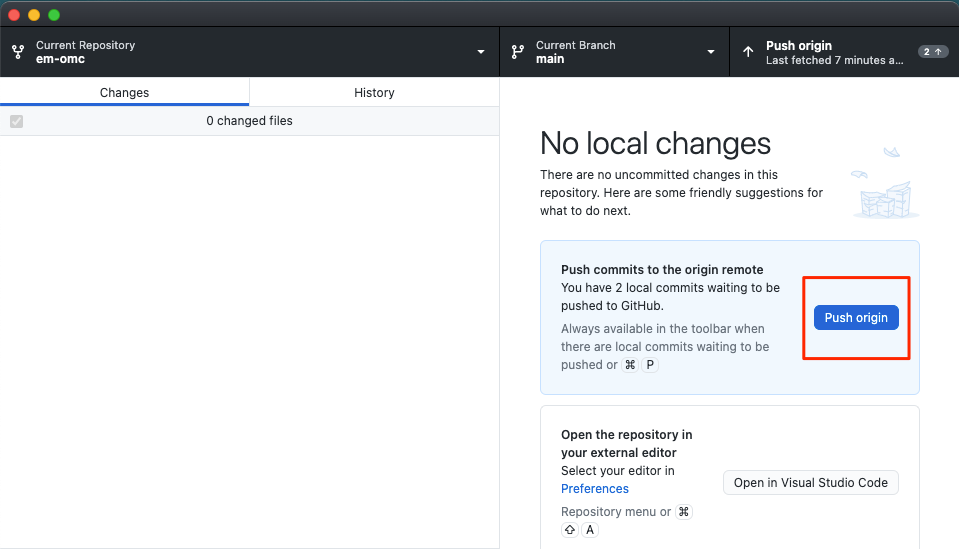 Current Repository
em-omc
Current Branch
main
Push origin
Last fetched 7 minutes a...
2 ↑
Changes
History
0 changed files
No local changes
There are no uncommitted changes in this
repository. Here are some friendly suggestions for
what to do next.
Push commits to the origin remote
You have 2 local commits waiting to be
pushed to GitHub.
Always available in the toolbar when
there are local commits waiting to be
pushed or ⌘ P
Push origin
Open the repository in
your external editor
Select your editor in
Preferences
Repository menu or ⌘
⇧ A
Open in Visual Studio Code